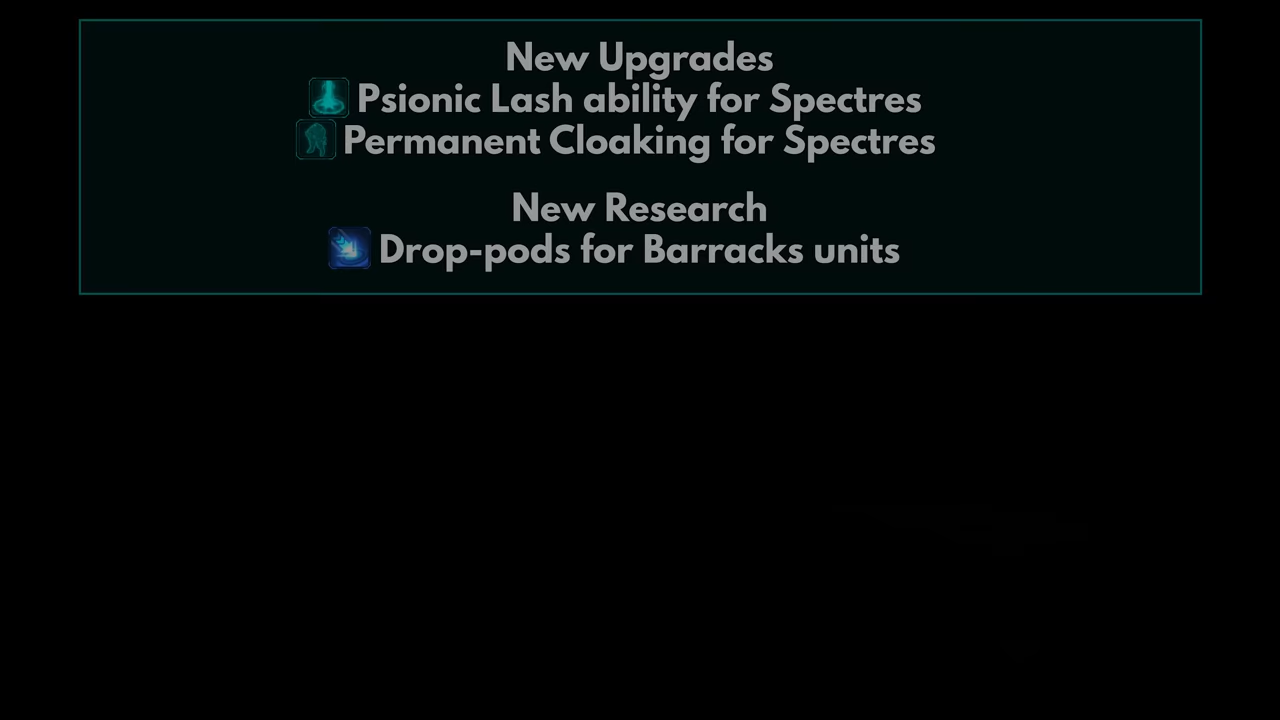 New Upgrades
Psionic Lash ability for Spectres
Permanent Cloaking for Spectres
New Research
Drop-pods for Barracks units